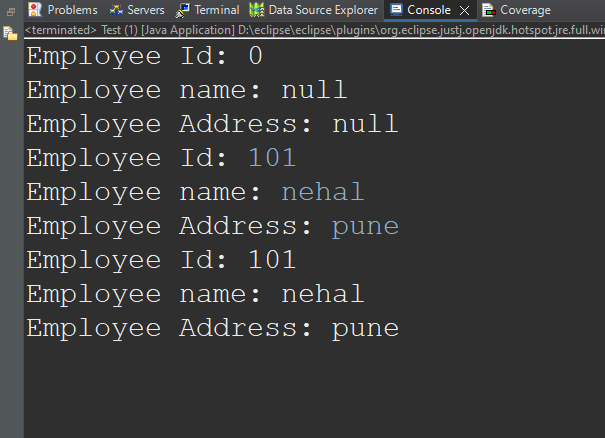 Problems Servers Terminal Data Source Explorer Console Coverage
<terminated> Test (1) [Java Application] D:\eclipse\eclipse\plugins\org.eclipse.justj.openjdk.hotspot.jre.full.wi
Employee Id: 0
Employee name: null
Employee Address: null
Employee Id: 101
Employee name: nehal
Employee Address: pune
Employee Id: 101
Employee name: nehal
Employee Address: pune